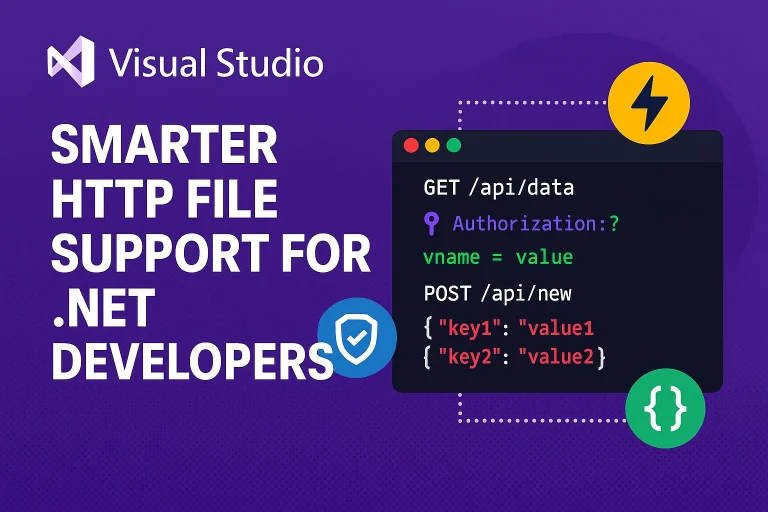 Visual Studio
SMARTER
HTTP FILE
SUPPORT FOR
.NET
DEVELOPERS
GET /api/data
Authorization:?
vname = value
POST /api/new
{"key1": "value1
{"key2": "value2}
{}